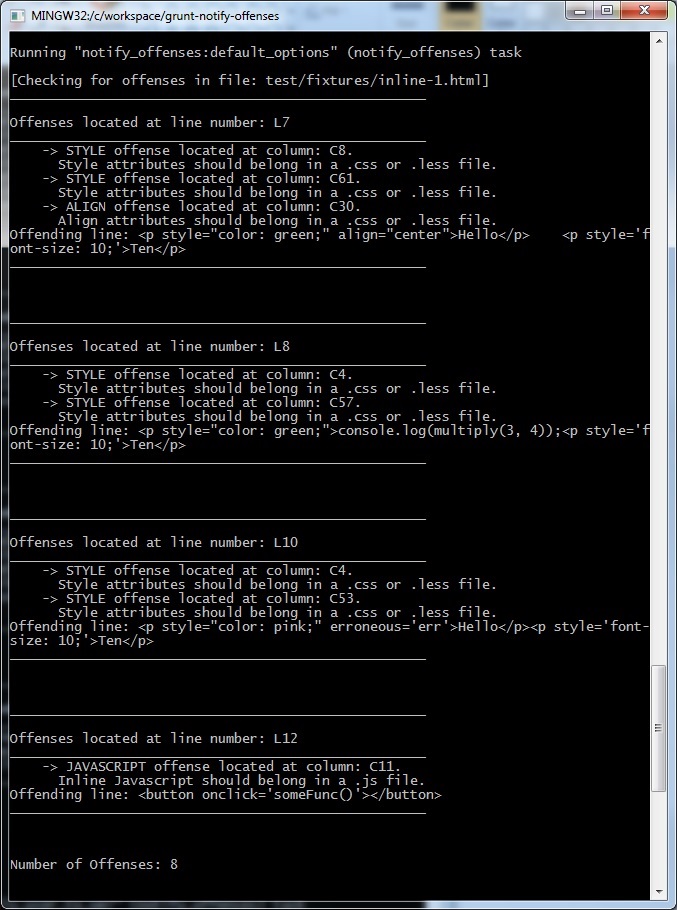 MINGW32:/c/workspace/grunt-notify-offenses
Running "notify_offenses:default_options" (notify_offenses) task
[Checking for offenses in file: test/fixtures/inline-1.html]
Offenses located at line number: L7
-> STYLE offense located at column: C8.
Style attributes should belong in a .css or .less file.
-> STYLE offense located at column: C61.
Style attributes should belong in a .css or .less file.
-> ALIGN offense located at column: C30.
Align attributes should belong in a .css or .less file.
Offending line: <p style="color: green;" align="center">Hello</p>    <p style='f
ont-size: 10;'>Ten</p>
Offenses located at line number: L8
-> STYLE offense located at column: C4.
Style attributes should belong in a .css or .less file.
-> STYLE offense located at column: C57.
Style attributes should belong in a .css or .less file.
Offending line: <p style="color: green;">console.log(multiply(3, 4));<p style='f
ont-size: 10;'>Ten</p>
Offenses located at line number: L10
-> STYLE offense located at column: C4.
Style attributes should belong in a .css or .less file.
-> STYLE offense located at column: C53.
Style attributes should belong in a .css or .less file.
Offending line: <p style="color: pink;" erroneous='err'>Hello</p><p style='font-
size: 10;'>Ten</p>
Offenses located at line number: L12
-> JAVASCRIPT offense located at column: C11.
Inline Javascript should belong in a .js file.
Offending line: <button onclick='someFunc()'></button>
Number of Offenses: 8